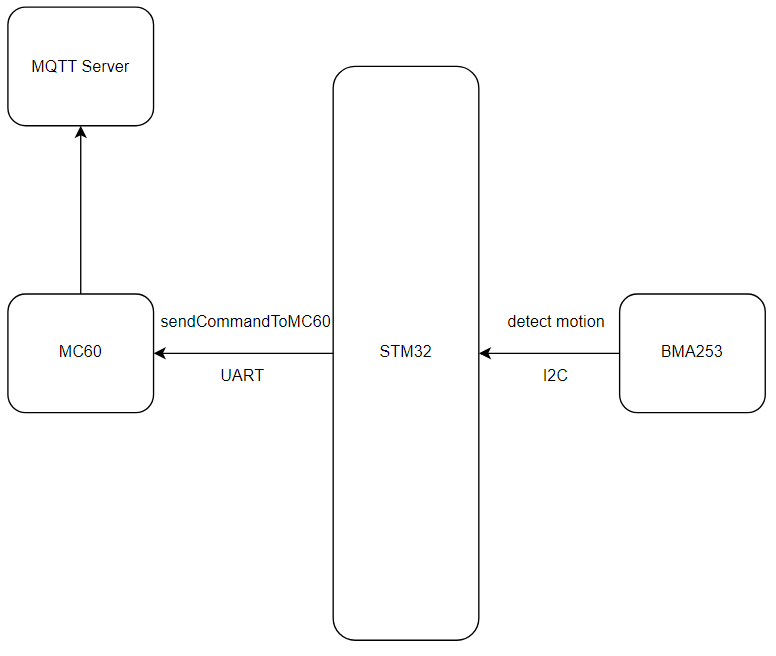 MQTT Server
sendCommandToMC60
detect motion
MC60
STM32
BMA253
UART
I2C